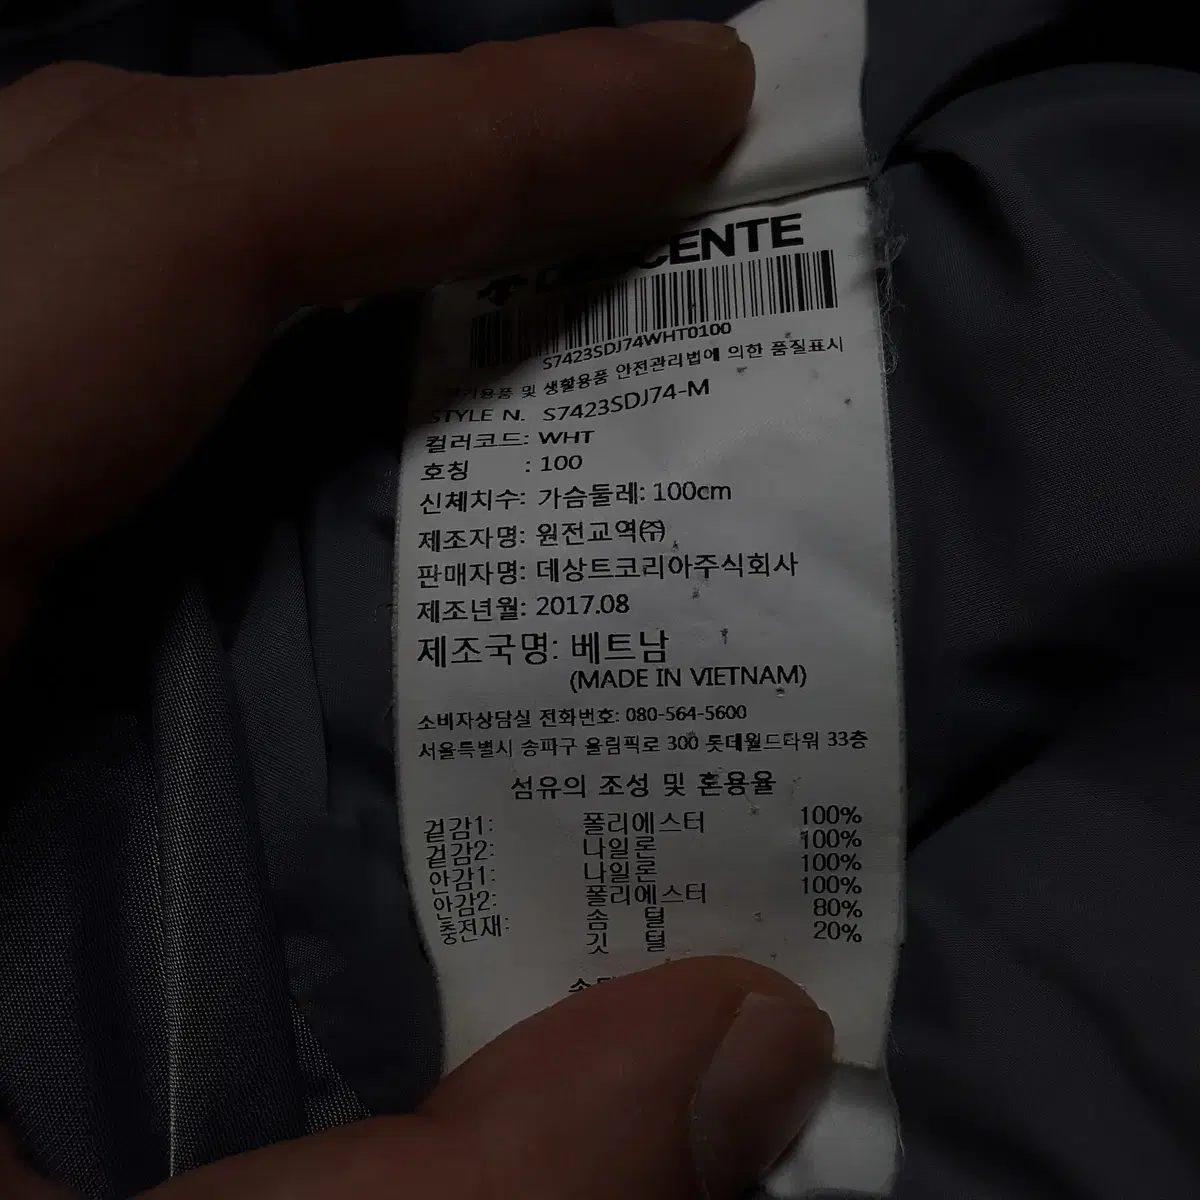 CENTE
S7423SDJ74WHT0100
용품 및 생활용품 안전관리법에 의한 품질표시
STYLE N. S7423SDJ74-M
컬러코드: WHT
호칭 : 100
신체치수: 가슴둘레: 100cm
제조자명: 원전교역㈜
판매자명: 데상트코리아주식회사
제조년월: 2017.08
제조국명: 베트남
(MADE IN VIETNAM)
소비자상담실 전화번호: 080-564-5600
서울특별시 송파구 올림픽로 300 롯데월드타워 33층
섬유의 조성 및 혼용율
겉감1: 폴리에스터 100%
겉감2: 나일론 100%
안감1: 나일론 100%
안감2: 폴리에스터 100%
충전재: 솜 털 80%
깃 털 20%